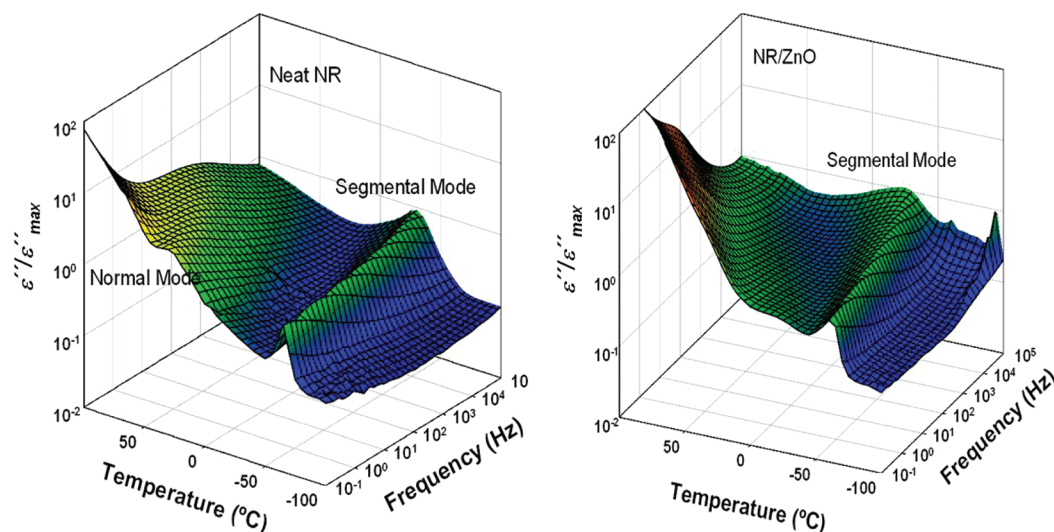 Neat NR
Segmental Mode
Normal Mode
ε´´/ε´´max
10²
10¹
10⁰
10⁻¹
10⁻²
50
0
-50
-100
Temperature (ºC)
10⁻¹
10⁰
10¹
10²
10³
10⁴
10
Frequency (Hz)
NR/ZnO
Segmental Mode
ε´´/ε´´max
10²
10¹
10⁰
10⁻¹
10⁻²
50
0
-50
-100
Temperature (ºC)
10⁻¹
10⁰
10¹
10²
10³
10⁴
10⁵
Frequency (Hz)